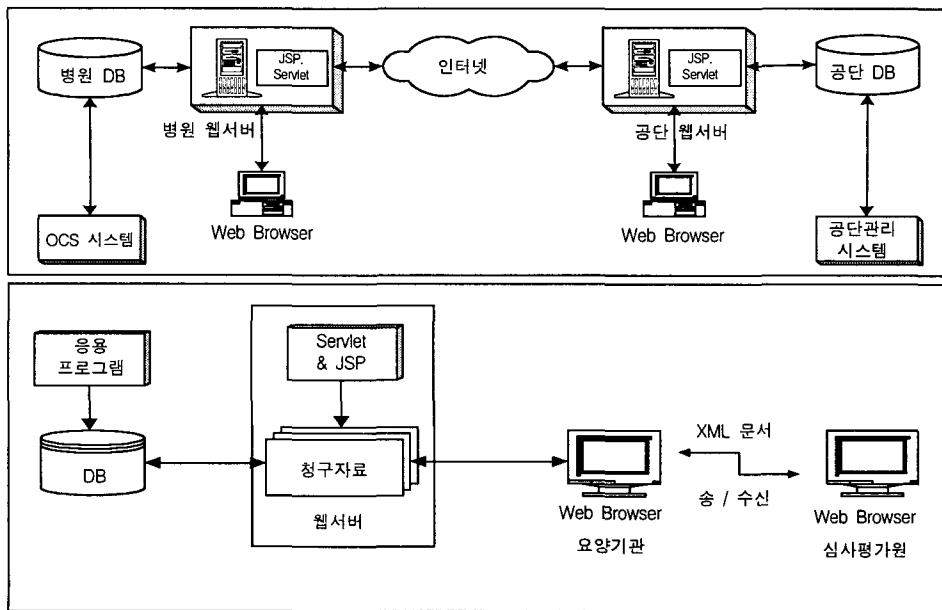 병원 DB
JSP.
Servlet
병원 웹서버
인터넷
JSP.
Servlet
공단 웹서버
공단 DB
OCS 시스템
Web Browser
Web Browser
공단관리
시스템
응용
프로그램
Servlet
& JSP
DB
청구자료
웹서버
Web Browser
요양기관
XML 문서
송 / 수신
Web Browser
심사평가원